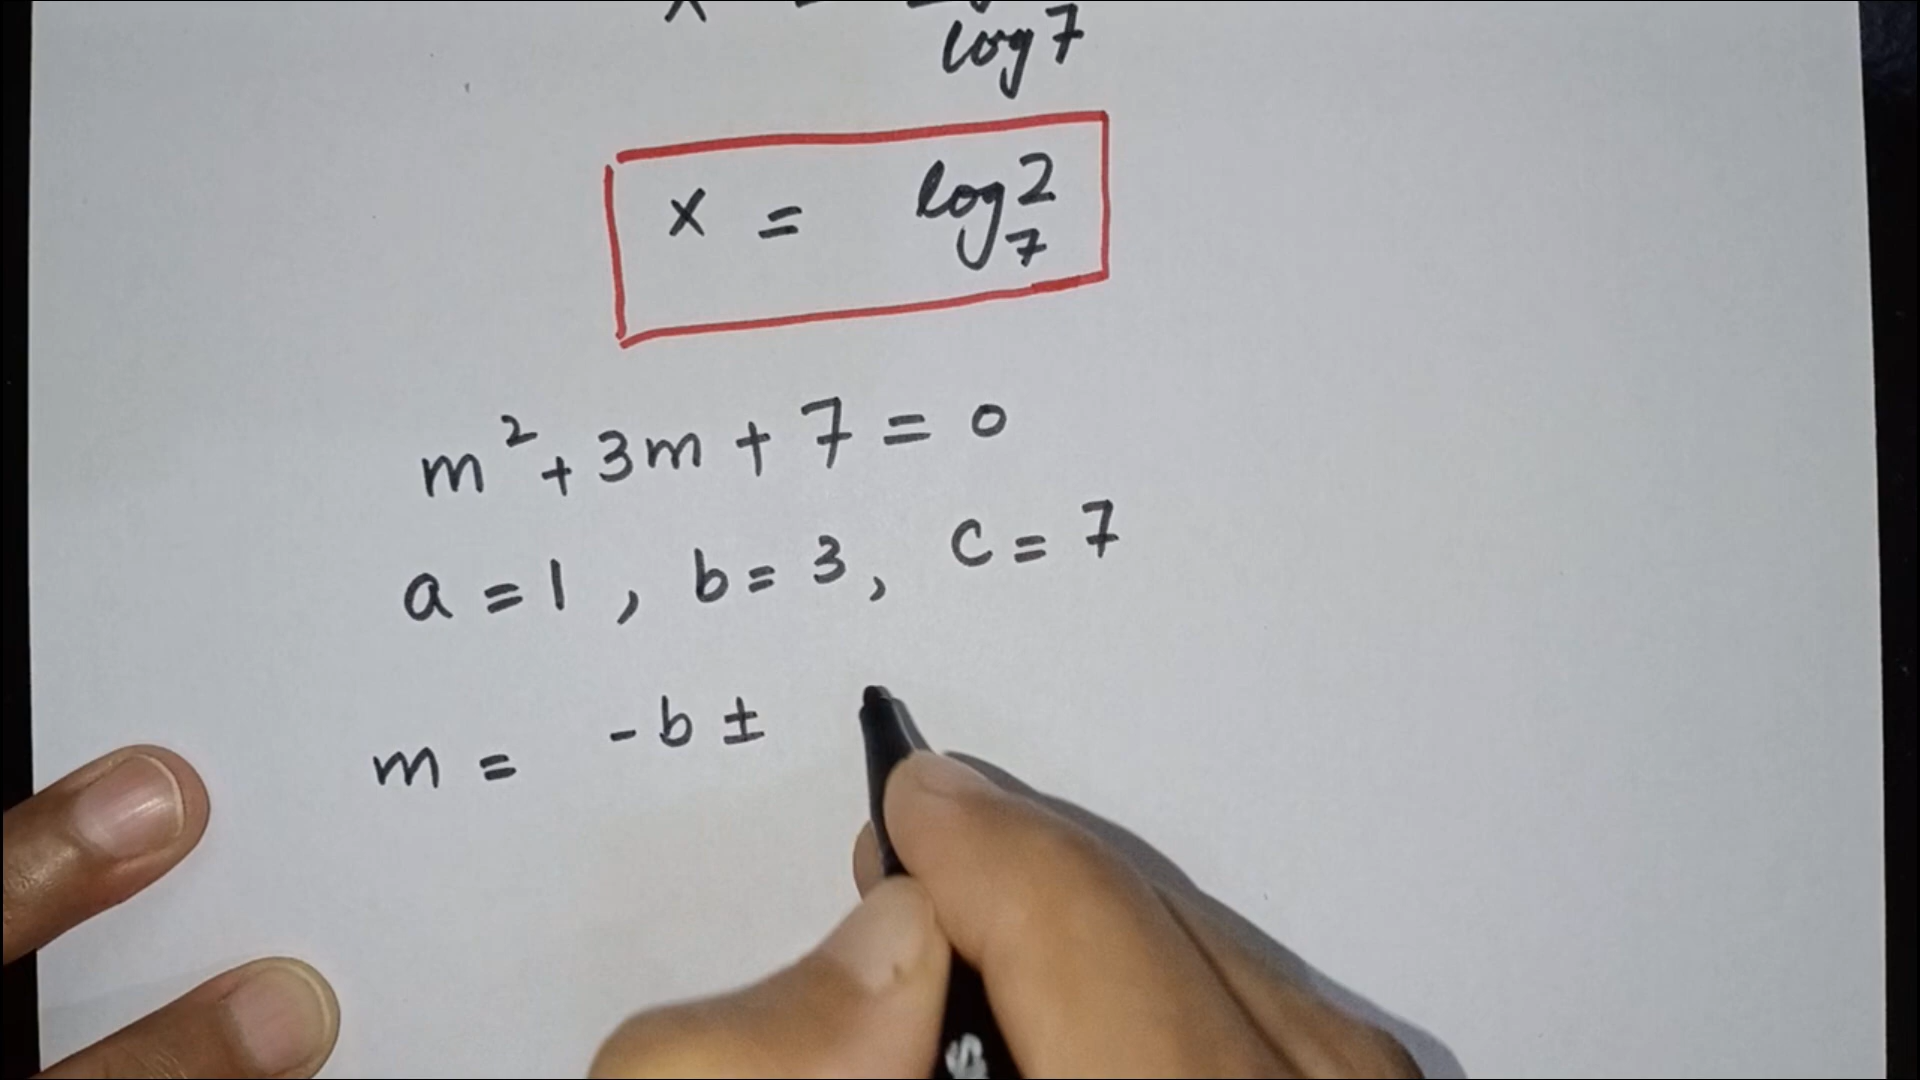 log 7
x = log₇2
m² + 3m + 7 = 0
a = 1 , b = 3 , c = 7
m = - b ±